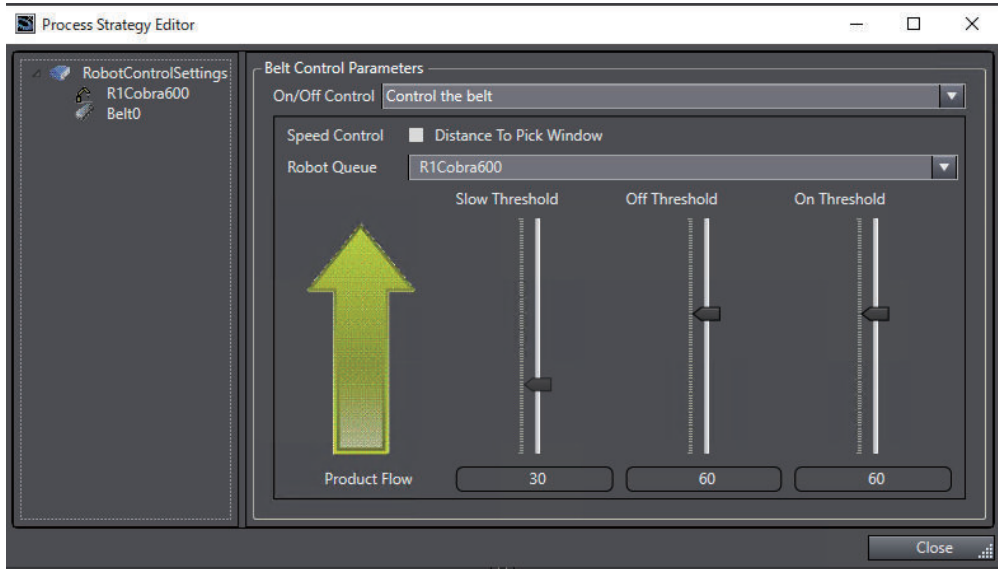 Process Strategy Editor
RobotControlSettings
R1Cobra600
Belt0
Belt Control Parameters
On/Off Control Control the belt
Speed Control Distance To Pick Window
Robot Queue R1Cobra600
Slow Threshold Off Threshold On Threshold
Product Flow 30 60 60
Close